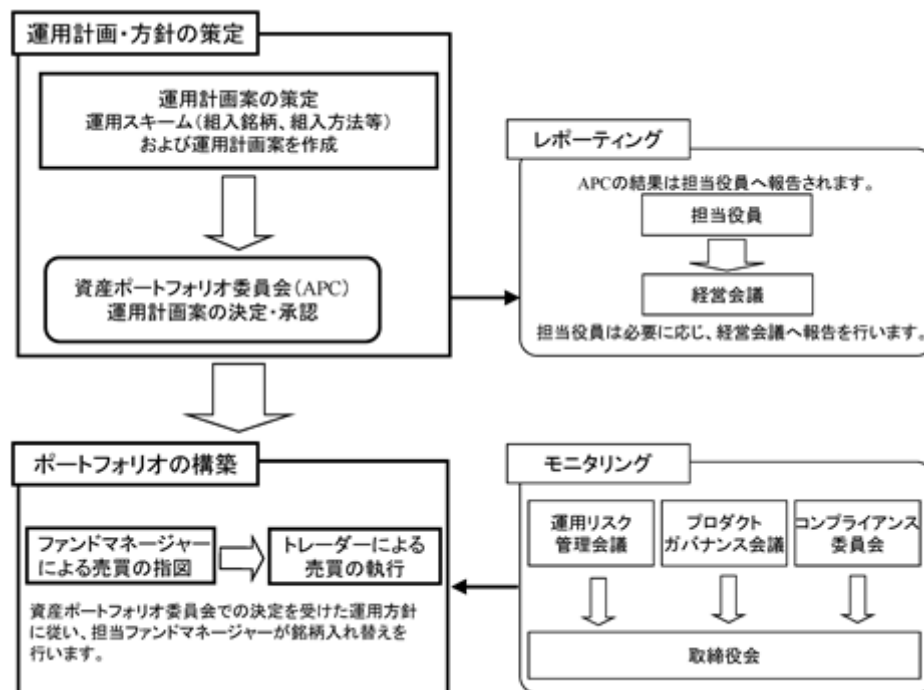 運用計画・方針の策定
運用計画案の策定
運用スキーム(組入銘柄、組入方法等)
および運用計画案を作成
資産ポートフォリオ委員会(APC)
運用計画案の決定・承認
レポーティング
APCの結果は担当役員へ報告されます。
担当役員
経営会議
担当役員は必要に応じ、経営会議へ報告を行います。
ポートフォリオの構築
ファンドマネージャー
による売買の指図
トレーダーによる
売買の執行
資産ポートフォリオ委員会での決定を受けた運用方針
に従い、担当ファンドマネージャーが銘柄入れ替えを
行います。
モニタリング
運用リスク
管理会議
プロダクト
ガバナンス会議
コンプライアンス
委員会
取締役会